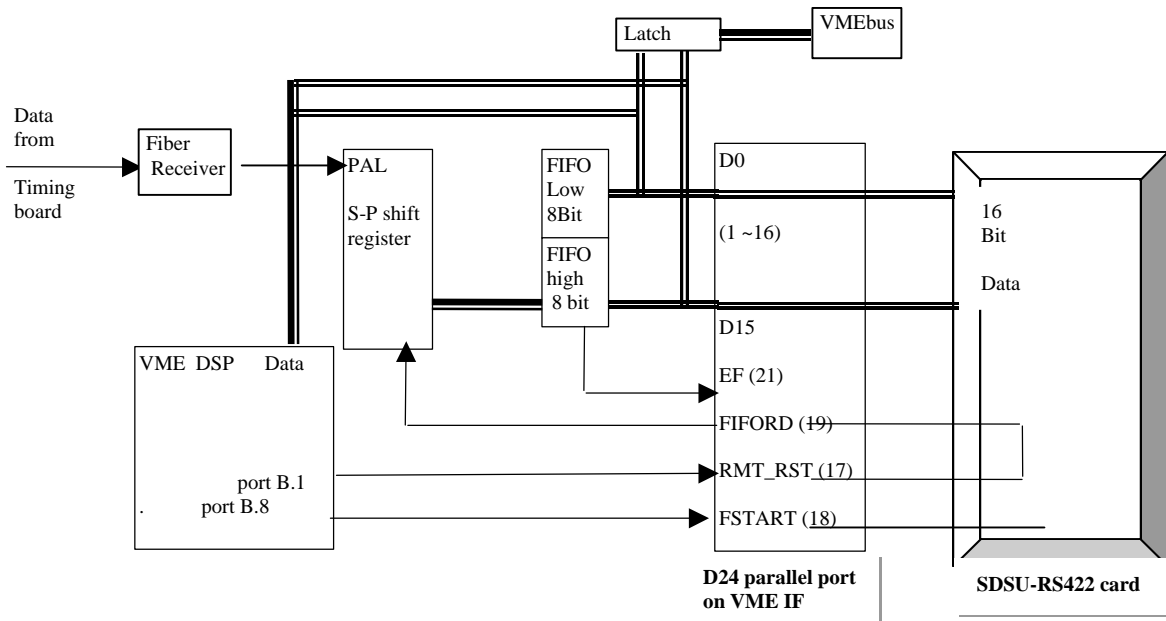 Latch
VMEbus
Data
from
Timing
board
Fiber
Receiver
PAL
S-P shift
register
FIFO
Low
8Bit
FIFO
high
8 bit
D0
(1 ~16)
D15
EF (21)
FIFORD (19)
RMT_RST (17)
FSTART (18)
16
Bit
Data
VME DSP Data
port B.1
. port B.8
D24 parallel port
on VME IF
SDSU-RS422 card